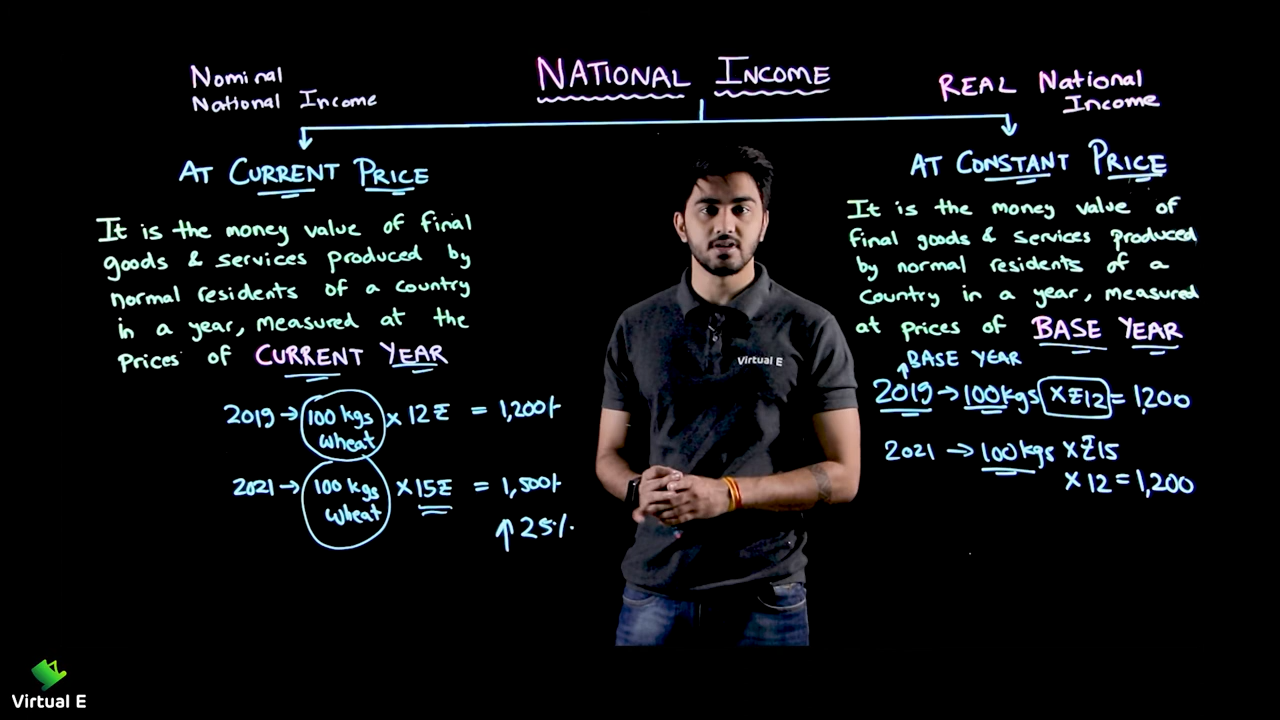 NATIONAL INCOME
Nominal
National Income
AT CURRENT PRICE
It is the money value of final
goods & services produced by
normal residents of a country
in a year, measured at the
Prices of CURRENT YEAR
2019 → 100 kgs × 12₹ = 1,200/-
wheat
2021 → 100 kgs × 15₹ = 1,500/-
wheat
↑ 25%
REAL National
Income
AT CONSTANT PRICE
It is the money value of
final goods & services produced
by normal residents of a
Country in a year, measured
at prices of BASE YEAR
BASE YEAR
2019 → 100kgs ×₹12 = 1,200
2021 → 100kgs ×₹15
×12 = 1,200
Virtual E
Virtual E